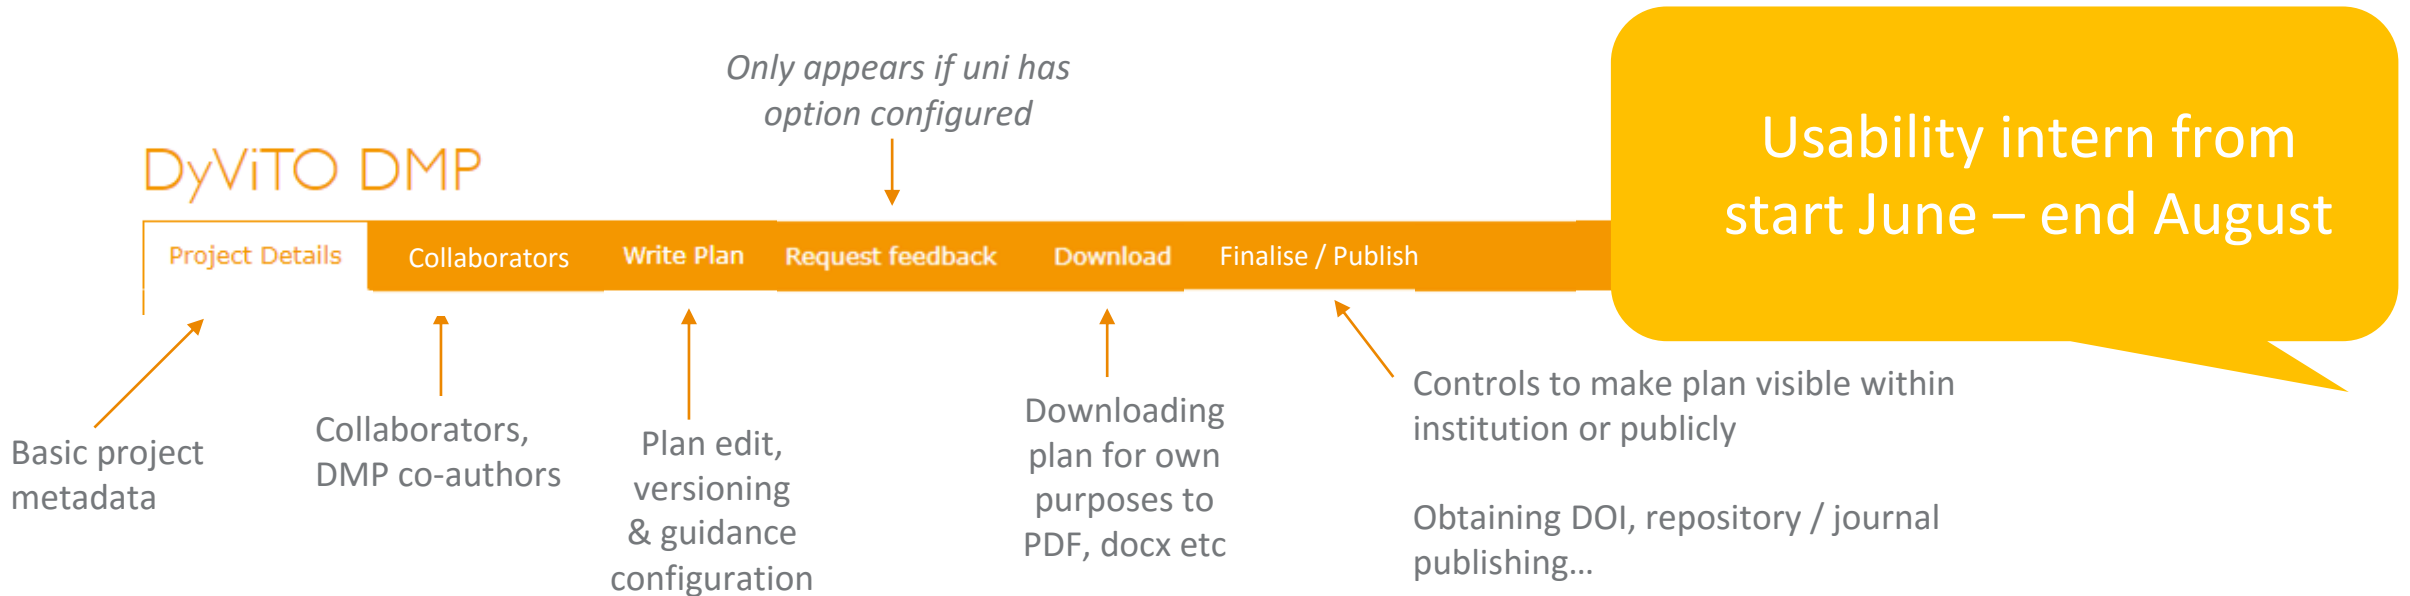 Only appears if uni has
option configured
DyViTO DMP
Usability intern from
start June – end August
Project Details
Collaborators
Write Plan
Request feedback
Download
Finalise / Publish
Basic project
metadata
Collaborators,
DMP co-authors
Plan edit,
versioning
& guidance
configuration
Downloading
plan for own
purposes to
PDF, docx etc
Controls to make plan visible within
institution or publicly
Obtaining DOI, repository / journal
publishing…